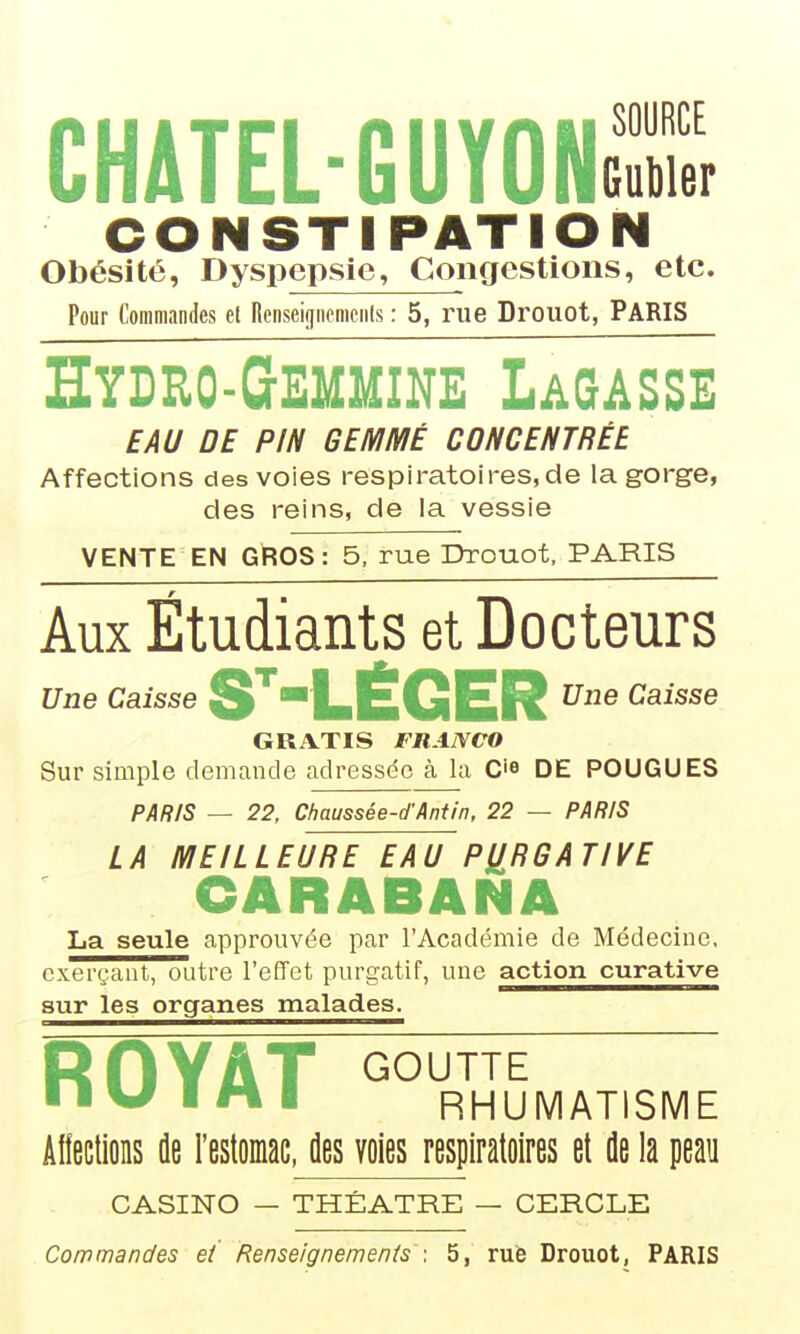 CHATEL-GUYON SOURCE Gubler
CONSTIPATION
Obésité, Dyspepsie, Congestions, etc.
Pour Commandes et Renseignements : 5, rue Drouot, PARIS
HYDRO-GEMMINE LAGASSE
EAU DE PIN GEMMÉ CONCENTRÉE
Affections des voies respiratoires, de la gorge,
des reins, de la vessie
VENTE EN GROS : 5, rue Drouot, PARIS
Aux Étudiants et Docteurs
Une Caisse ST-LÉGER Une Caisse
GRATIS FRANCO
Sur simple demande adressée à la Cie DE POUGUES
PARIS — 22, Chaussée-d'Antin, 22 — PARIS
LA MEILLEURE EAU PURGATIVE
CARABAÑA
La seule approuvée par l'Académie de Médecine,
exerçant, outre l'effet purgatif, une action curative
sur les organes malades.
ROYAT GOUTTE
RHUMATISME
Affections de l'estomac, des voies respiratoires et de la peau
CASINO — THÉATRE — CERCLE
Commandes et Renseignements : 5, rue Drouot, PARIS